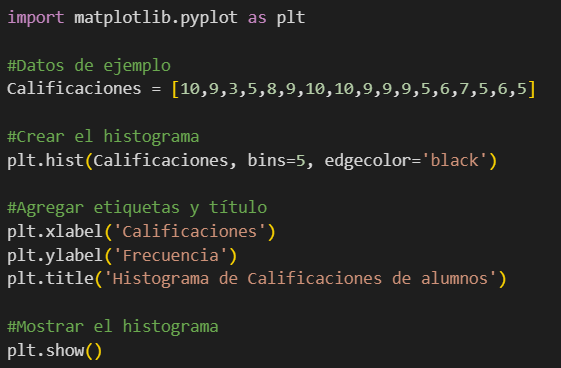 import matplotlib.pyplot as plt
#Datos de ejemplo
Calificaciones = [10,9,3,5,8,9,10,10,9,9,9,5,6,7,5,6,5]
#Crear el histograma
plt.hist(Calificaciones, bins=5, edgecolor='black')
#Agregar etiquetas y título
plt.xlabel('Calificaciones')
plt.ylabel('Frecuencia')
plt.title('Histograma de Calificaciones de alumnos')
#Mostrar el histograma
plt.show()